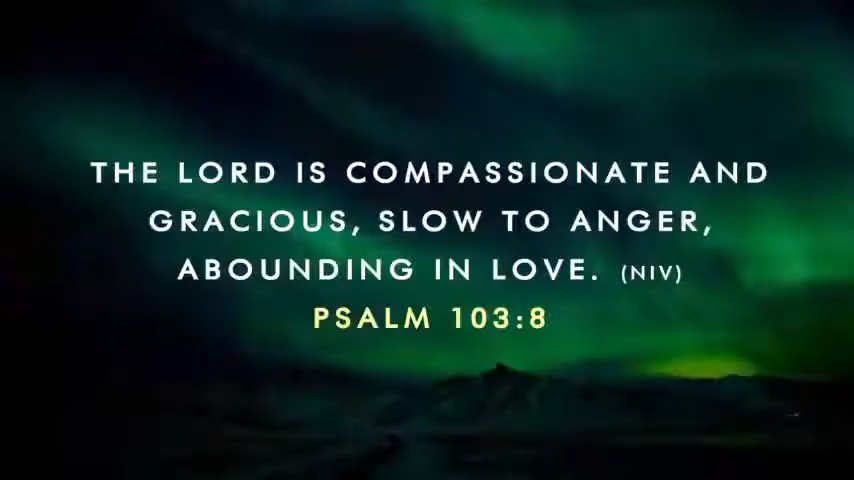 THE LORD IS COMPASSIONATE AND
GRACIOUS, SLOW TO ANGER,
ABOUNDING IN LOVE. (NIV)
PSALM 103:8